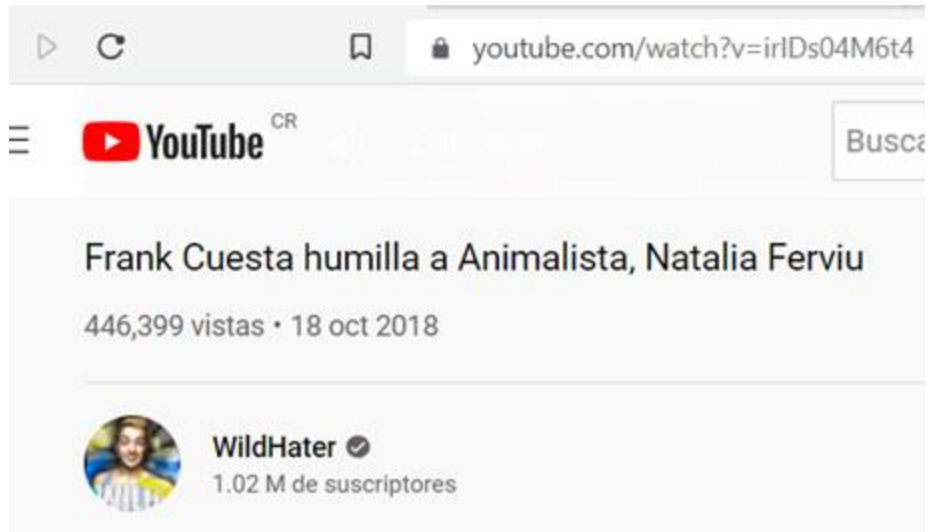 youtube.com/watch?v=irIDs04M6t4
YouTube CR
Busca
Frank Cuesta humilla a Animalista, Natalia Ferviu
446,399 vistas • 18 oct 2018
WildHater
1.02 M de suscriptores